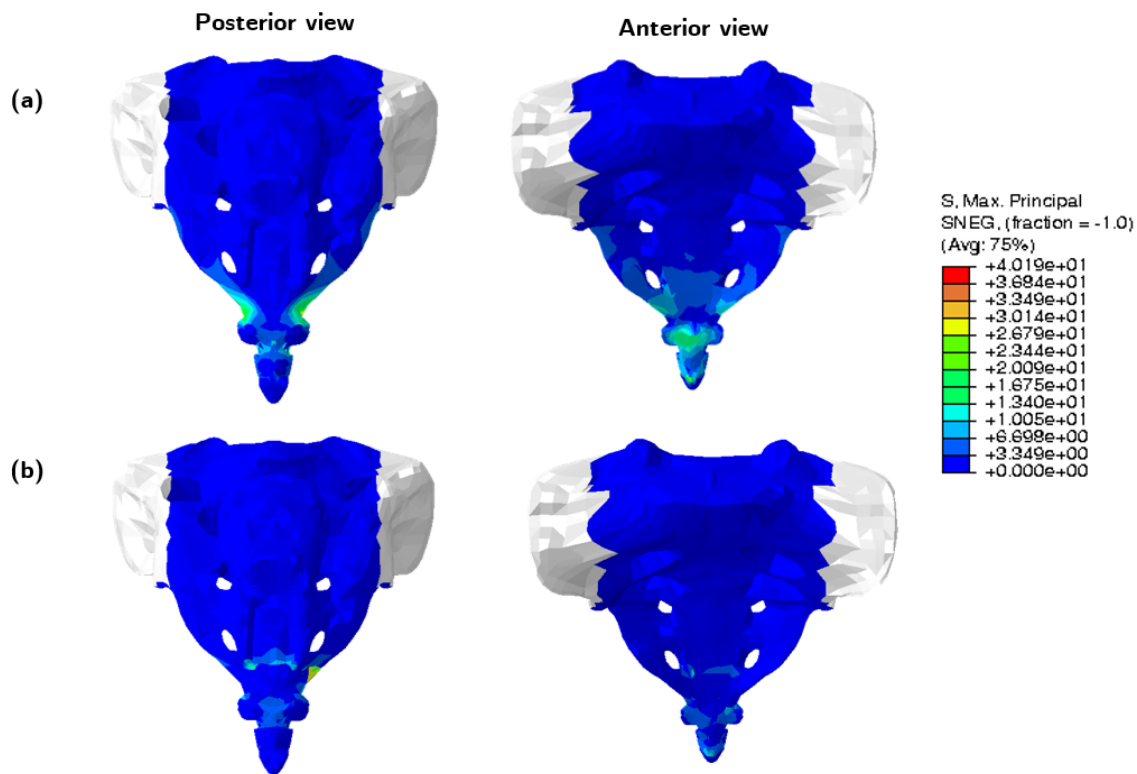 Posterior view
Anterior view
(a)
S, Max. Principal
SNEG, (fraction = -1.0)
(Avg: 75%)
+4.019e+01
+3.684e+01
+3.349e+01
+3.014e+01
+2.679e+01
+2.344e+01
+2.009e+01
+1.675e+01
+1.340e+01
+1.005e+01
+6.698e+00
+3.349e+00
+0.000e+00
(b)